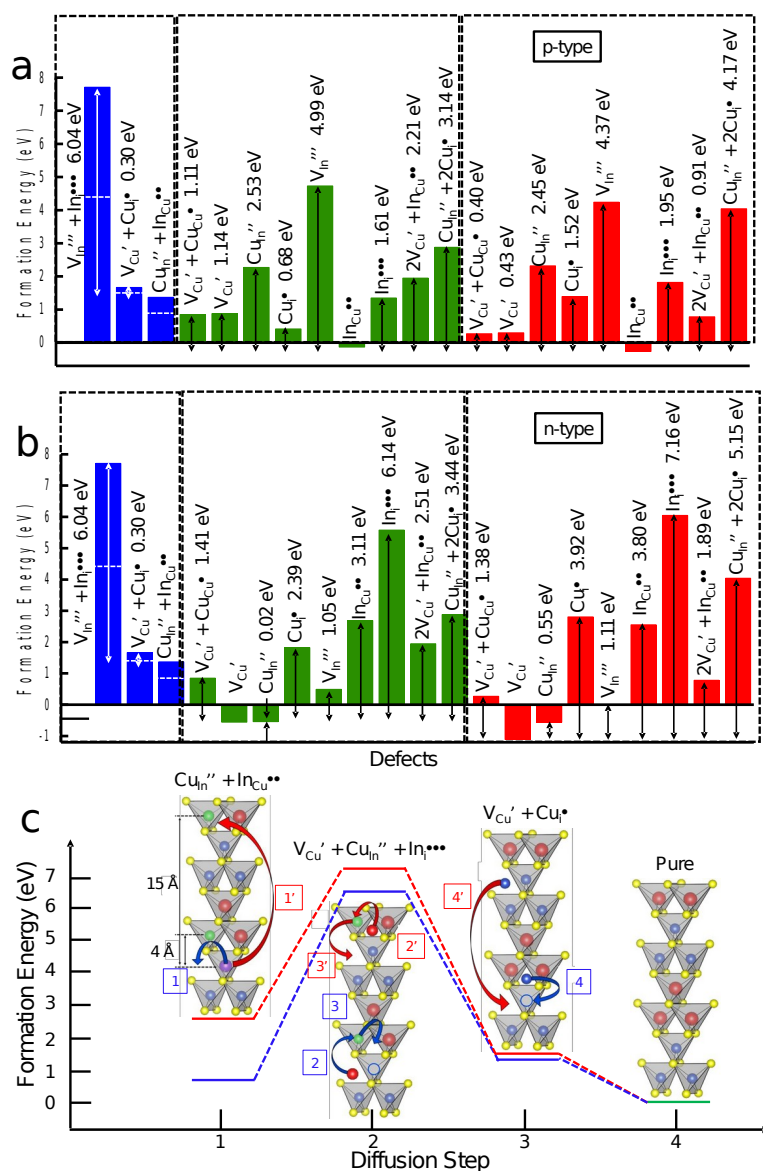 a
p-type
Formation Energy (eV)
8
7
6
5
4
3
2
1
0
V_In''' +In_i••• 6.04 eV
V_Cu' +Cu_i• 0.30 eV
Cu_In'' +In_Cu••
V_Cu' +Cu_Cu• 1.11 eV
V_Cu' 1.14 eV
Cu_In'' 2.53 eV
Cu_i• 0.68 eV
V_In''' 4.99 eV
In_Cu••
In_i••• 1.61 eV
2V_Cu' +In_Cu•• 2.21 eV
Cu_In'' +2Cu_i• 3.14 eV
V_Cu' +Cu_Cu• 0.40 eV
V_Cu' 0.43 eV
Cu_In'' 2.45 eV
Cu_i• 1.52 eV
V_In''' 4.37 eV
In_Cu••
In_i••• 1.95 eV
2V_Cu' +In_Cu•• 0.91 eV
Cu_In'' +2Cu_i• 4.17 eV
b
n-type
Formation Energy (eV)
8
7
6
5
4
3
2
1
0
-1
V_In''' +In_i••• 6.04 eV
V_Cu' +Cu_i• 0.30 eV
Cu_In'' +In_Cu••
V_Cu' +Cu_Cu• 1.41 eV
V_Cu'
Cu_In'' 0.02 eV
Cu_i• 2.39 eV
V_In''' 1.05 eV
In_Cu•• 3.11 eV
In_i••• 6.14 eV
2V_Cu' +In_Cu•• 2.51 eV
Cu_In'' +2Cu_i• 3.44 eV
V_Cu' +Cu_Cu• 1.38 eV
V_Cu'
Cu_In'' 0.55 eV
Cu_i• 3.92 eV
V_In''' 1.11 eV
In_Cu•• 3.80 eV
In_i••• 7.16 eV
2V_Cu' +In_Cu•• 1.89 eV
Cu_In'' +2Cu_i• 5.15 eV
Defects
c
Cu_In'' +In_Cu••
V_Cu' +Cu_In'' +In_i•••
V_Cu' +Cu_i•
Pure
Formation Energy (eV)
7
6
5
4
3
2
1
0
15 Å
4 Å
1'
1
2'
3'
3
2
4'
4
1
2
3
4
Diffusion Step